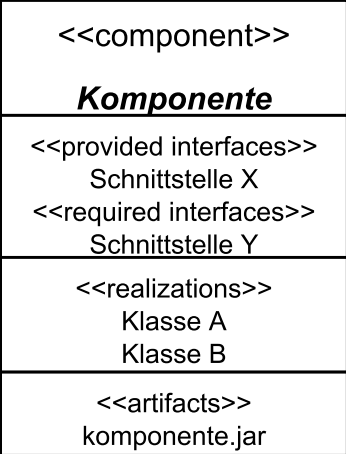 <<component>>
Komponente
<<provided interfaces>>
Schnittstelle X
<<required interfaces>>
Schnittstelle Y
<<realizations>>
Klasse A
Klasse B
<<artifacts>>
komponente.jar